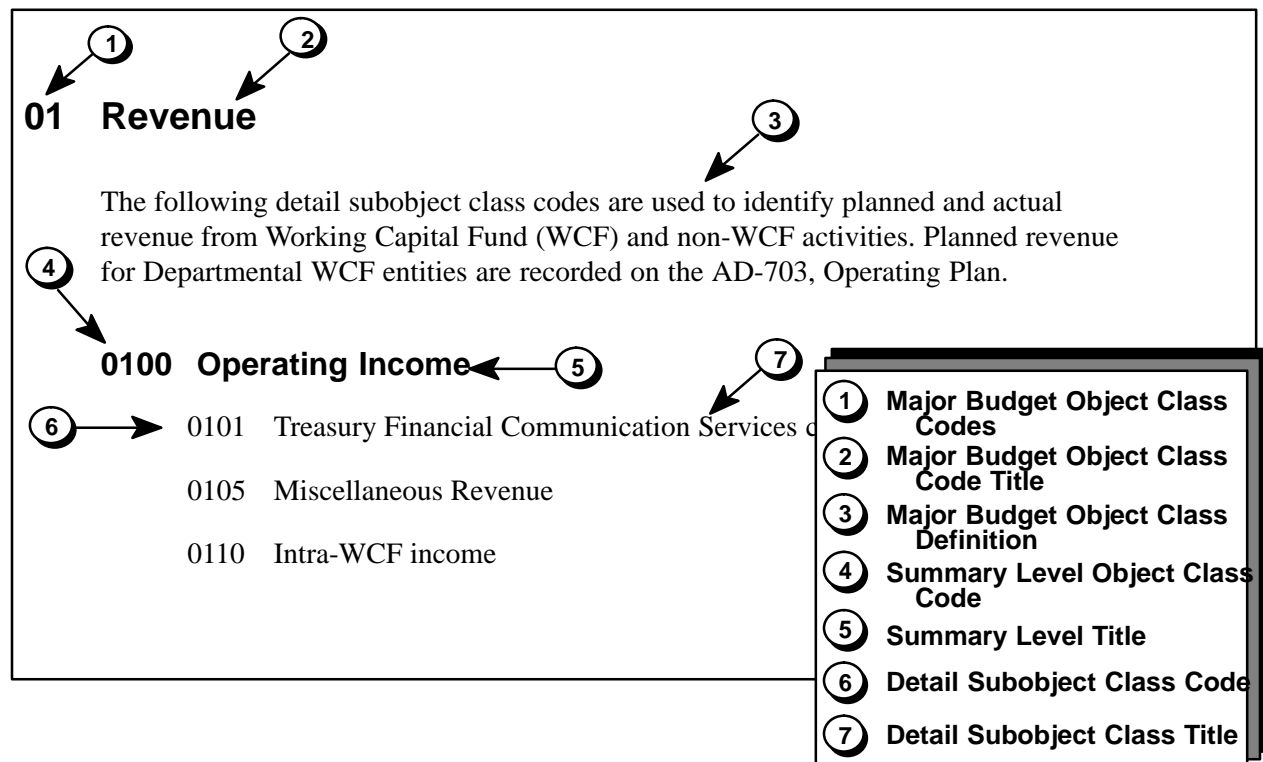 1
2
01 Revenue
3
The following detail subobject class codes are used to identify planned and actual
revenue from Working Capital Fund (WCF) and non-WCF activities. Planned revenue
4
for Departmental WCF entities are recorded on the AD-703, Operating Plan.
0100 Operating Income
5
7
6
0101 Treasury Financial Communication Services
0105 Miscellaneous Revenue
0110 Intra-WCF income
1 Major Budget Object Class
Codes
2 Major Budget Object Class
Code Title
3 Major Budget Object Class
Definition
4 Summary Level Object Class
Code
5 Summary Level Title
6 Detail Subobject Class Code
7 Detail Subobject Class Title